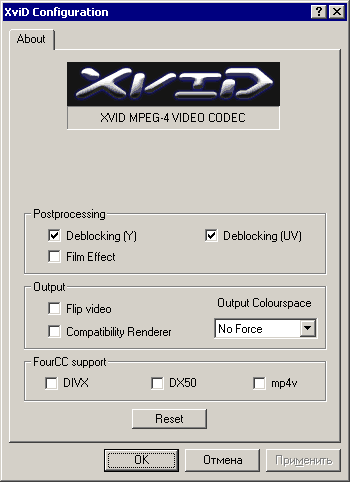 XviD Configuration
About
XVID
XVID MPEG-4 VIDEO CODEC
Postprocessing
Deblocking (Y) Deblocking (UV)
Film Effect
Output
Flip video Output Colourspace
Compatibility Renderer No Force
FourCC support
DIVX DX50 mp4v
Reset
OK Отмена Применить